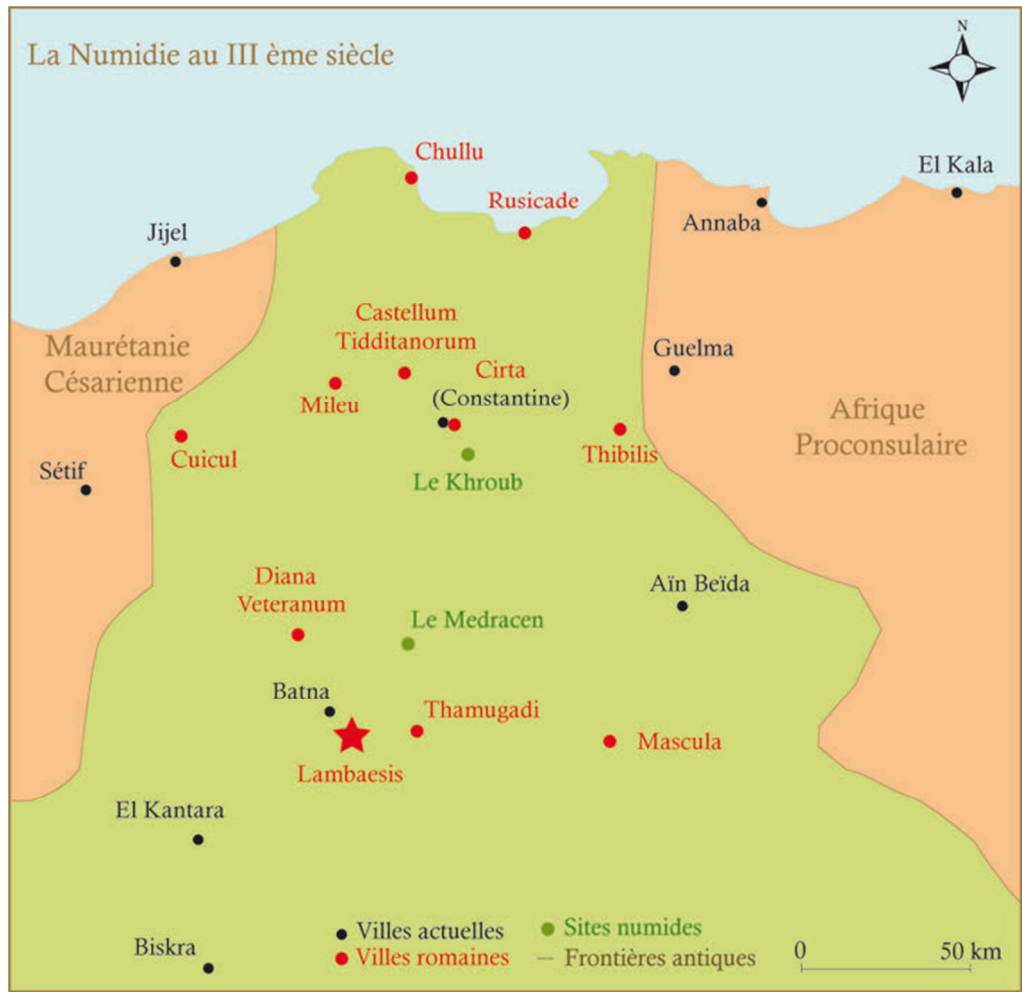 La Numidie au III ème siècle
N
Chullu
El Kala
Rusicade
Annaba
Jijel
Castellum
Tidditanorum
Maurétanie
Césarienne
Guelma
Cirta
(Constantine)
Mileu
Afrique
Proconsulaire
Cuicul
Thibilis
Sétif
Le Khroub
Diana
Veteranum
Aïn Beïda
Le Medracen
Batna
Thamugadi
Mascula
Lambaesis
El Kantara
Villes actuelles
Sites numides
Biskra
Villes romaines
Frontières antiques
0 50 km